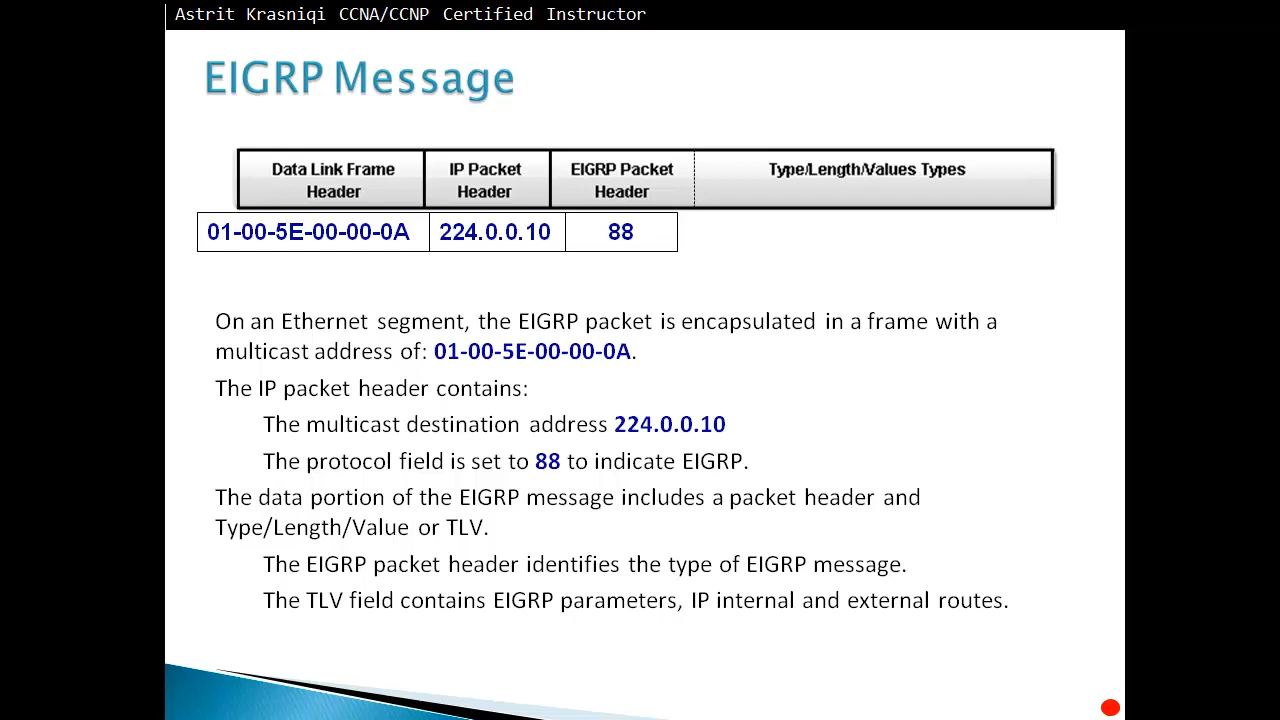 Astrit Krasniqi CCNA/CCNP Certified Instructor
EIGRP Message
Data Link Frame Header
IP Packet Header
EIGRP Packet Header
Type/Length/Values Types
01-00-5E-00-00-0A
224.0.0.10
88
On an Ethernet segment, the EIGRP packet is encapsulated in a frame with a
multicast address of: 01-00-5E-00-00-0A.
The IP packet header contains:
The multicast destination address 224.0.0.10
The protocol field is set to 88 to indicate EIGRP.
The data portion of the EIGRP message includes a packet header and
Type/Length/Value or TLV.
The EIGRP packet header identifies the type of EIGRP message.
The TLV field contains EIGRP parameters, IP internal and external routes.